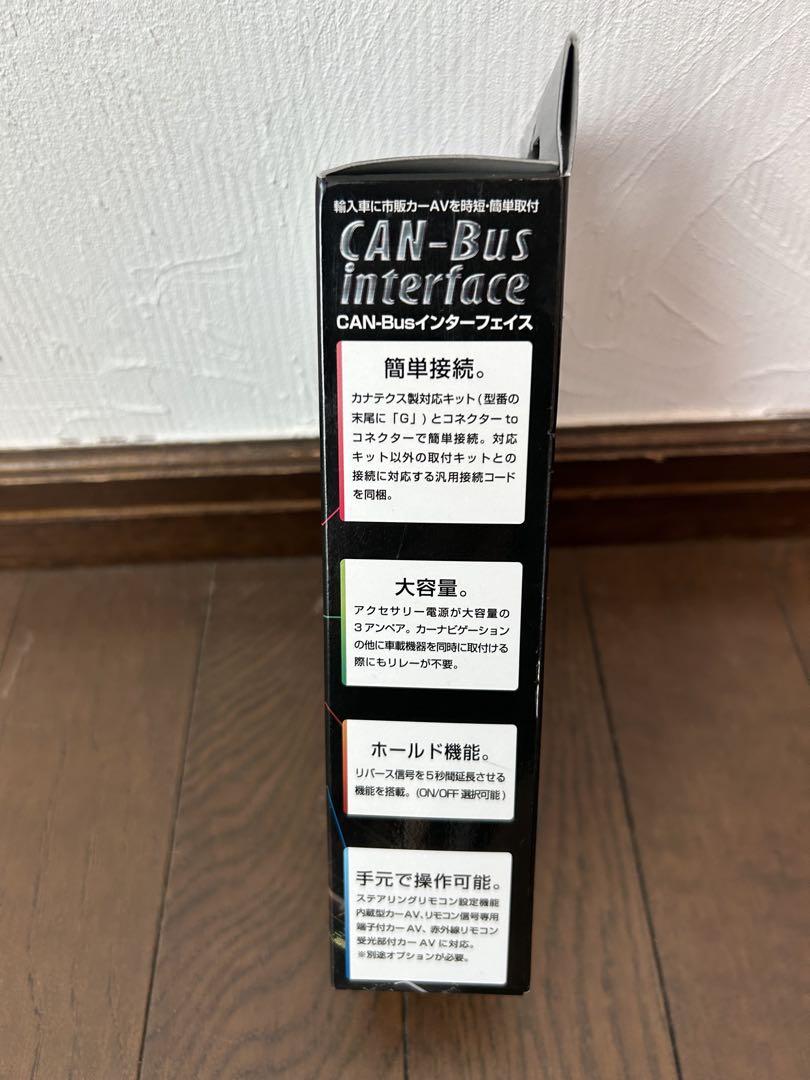 輸入車に市販カーAVを時短・簡単取付
CAN-Bus
interface
CAN-Busインターフェイス
簡単接続。
カナテクス製対応キット(型番の
末尾に「G」)とコネクターto
コネクターで簡単接続。対応
キット以外の取付キットとの
接続に対応する汎用接続コード
を同梱。
大容量。
アクセサリー電源が大容量の
3アンペア。カーナビゲーション
の他に車載機器を同時に取付ける
際にもリレーが不要。
ホールド機能。
リバース信号を5秒間延長させる
機能を搭載。(ON/OFF選択可能)
手元で操作可能。
ステアリングリモコン設定機能
内蔵型カーAV、リモコン信号専用
端子付カーAV、赤外線リモコン
受光部付カーAVに対応。
※別途オプションが必要。